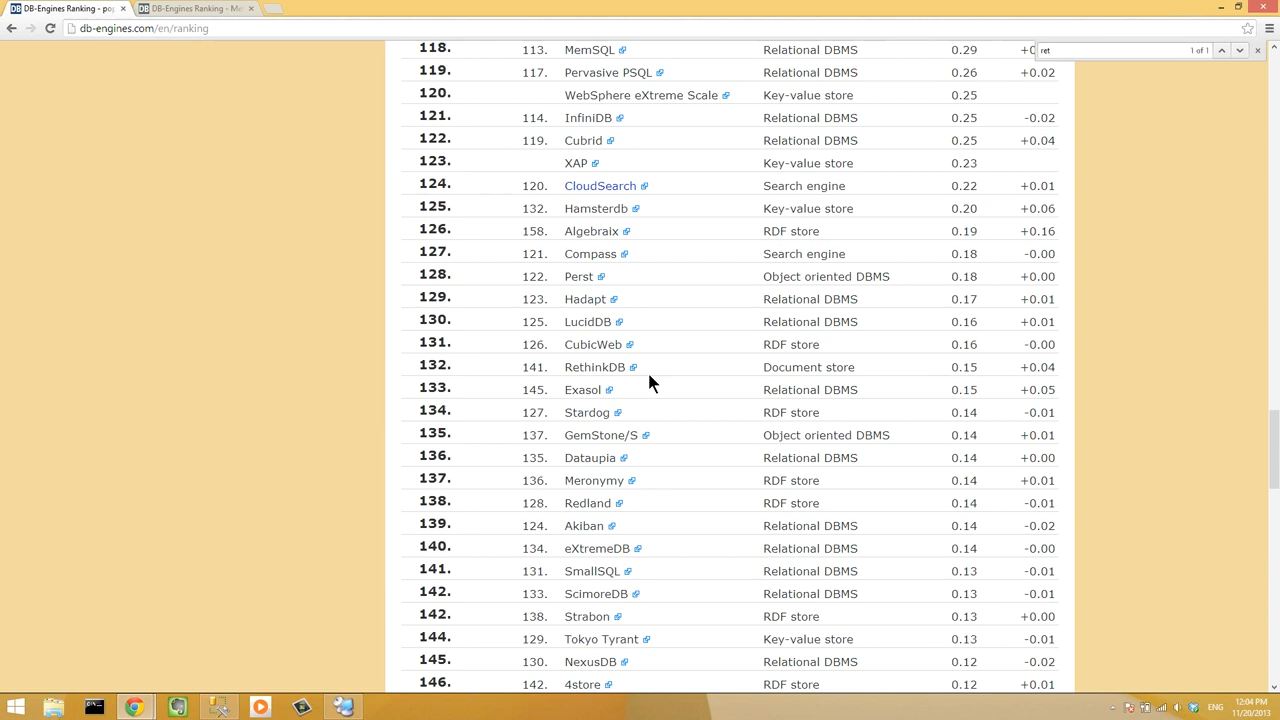 DB-Engines Ranking - pop
DB-Engines Ranking - Me
db-engines.com/en/ranking
ret 1 of 1
118. 113. MemSQL Relational DBMS 0.29
119. 117. Pervasive PSQL Relational DBMS 0.26 +0.02
120. WebSphere eXtreme Scale Key-value store 0.25
121. 114. InfiniDB Relational DBMS 0.25 -0.02
122. 119. Cubrid Relational DBMS 0.25 +0.04
123. XAP Key-value store 0.23
124. 120. CloudSearch Search engine 0.22 +0.01
125. 132. Hamsterdb Key-value store 0.20 +0.06
126. 158. Algebraix RDF store 0.19 +0.16
127. 121. Compass Search engine 0.18 -0.00
128. 122. Perst Object oriented DBMS 0.18 +0.00
129. 123. Hadapt Relational DBMS 0.17 +0.01
130. 125. LucidDB Relational DBMS 0.16 +0.01
131. 126. CubicWeb RDF store 0.16 -0.00
132. 141. RethinkDB Document store 0.15 +0.04
133. 145. Exasol Relational DBMS 0.15 +0.05
134. 127. Stardog RDF store 0.14 -0.01
135. 137. GemStone/S Object oriented DBMS 0.14 +0.01
136. 135. Dataupia Relational DBMS 0.14 +0.00
137. 136. Meronymy RDF store 0.14 +0.01
138. 128. Redland RDF store 0.14 -0.01
139. 124. Akiban Relational DBMS 0.14 -0.02
140. 134. eXtremeDB Relational DBMS 0.14 -0.00
141. 131. SmallSQL Relational DBMS 0.13 -0.01
142. 133. ScimoreDB Relational DBMS 0.13 -0.01
142. 138. Strabon RDF store 0.13 +0.00
144. 129. Tokyo Tyrant Key-value store 0.13 -0.01
145. 130. NexusDB Relational DBMS 0.12 -0.02
146. 142. 4store RDF store 0.12 +0.01
ENG
12:04 PM
11/20/2013